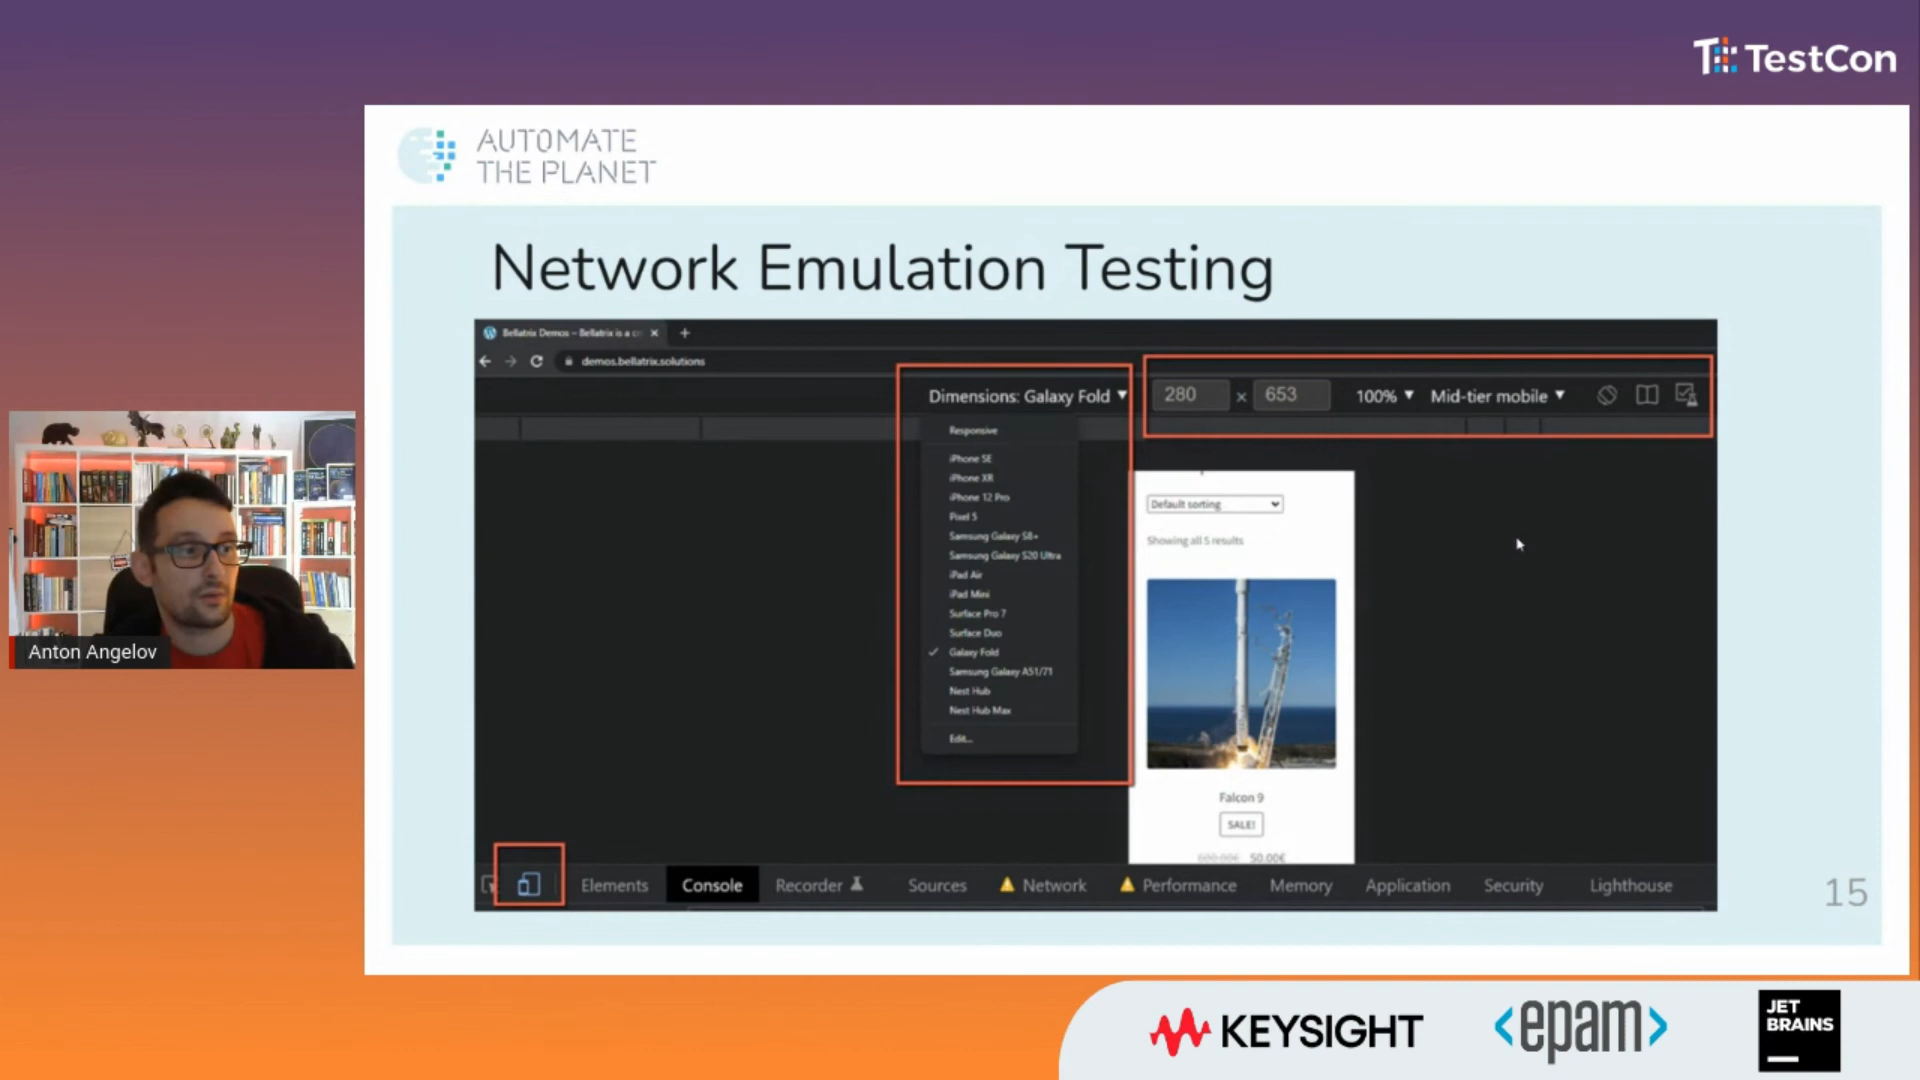 TestCon
AUTOMATE
THE PLANET
Network Emulation Testing
Bellatrix Demos – Bellatrix is a cr
demos.bellatrix.solutions
Dimensions: Galaxy Fold
280 × 653 100% Mid-tier mobile
Responsive
iPhone SE
iPhone XR
iPhone 12 Pro
Pixel 5
Samsung Galaxy S8+
Samsung Galaxy S20 Ultra
iPad Air
iPad Mini
Surface Pro 7
Surface Duo
Galaxy Fold
Samsung Galaxy A51/71
Nest Hub
Nest Hub Max
Edit...
Default sorting
Showing all 5 results
Falcon 9
SALE!
600.00€ 50.00€
Elements Console Recorder Sources Network Performance Memory Application Security Lighthouse
15
Anton Angelov
KEYSIGHT
<epam>
JET
BRAINS